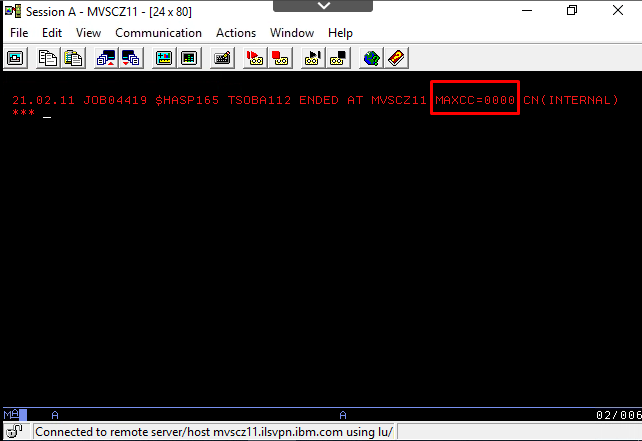 Session A - MVSCZ11 - [24 x 80]
File Edit View Communication Actions Window Help
21.02.11 JOB04419 $HASP165 TSOBA112 ENDED AT MVSCZ11 MAXCC=0000 CN(INTERNAL)
***
MA A A 02/006
Connected to remote server/host mvscz11.ilsvpn.ibm.com using lu/